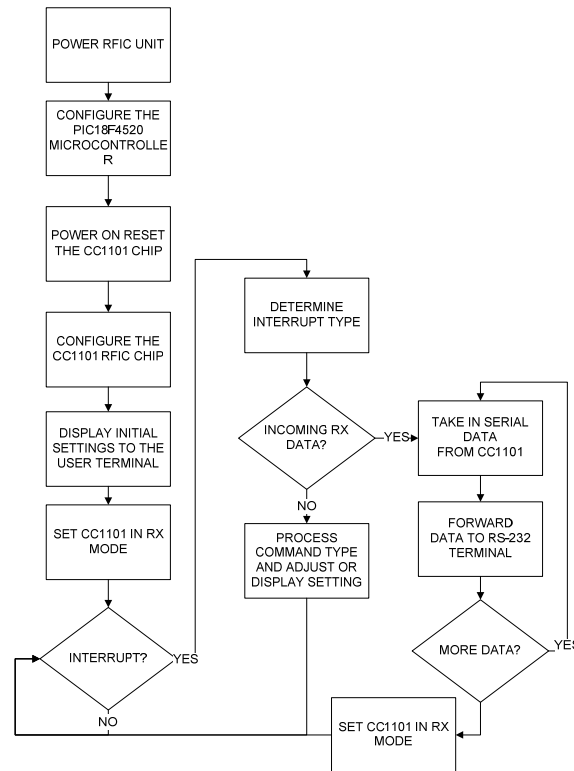 POWER RFIC UNIT
CONFIGURE THE
PIC18F4520
MICROCONTROLLE
R
POWER ON RESET
THE CC1101 CHIP
CONFIGURE THE
CC1101 RFIC CHIP
DISPLAY INITIAL
SETTINGS TO THE
USER TERMINAL
SET CC1101 IN RX
MODE
INTERRUPT?
YES
NO
DETERMINE
INTERRUPT TYPE
INCOMING RX
DATA?
YES
NO
PROCESS
COMMAND TYPE
AND ADJUST OR
DISPLAY SETTING
TAKE IN SERIAL
DATA
FROM CC1101
FORWARD
DATA TO RS-232
TERMINAL
MORE DATA?
YES
SET CC1101 IN RX
MODE